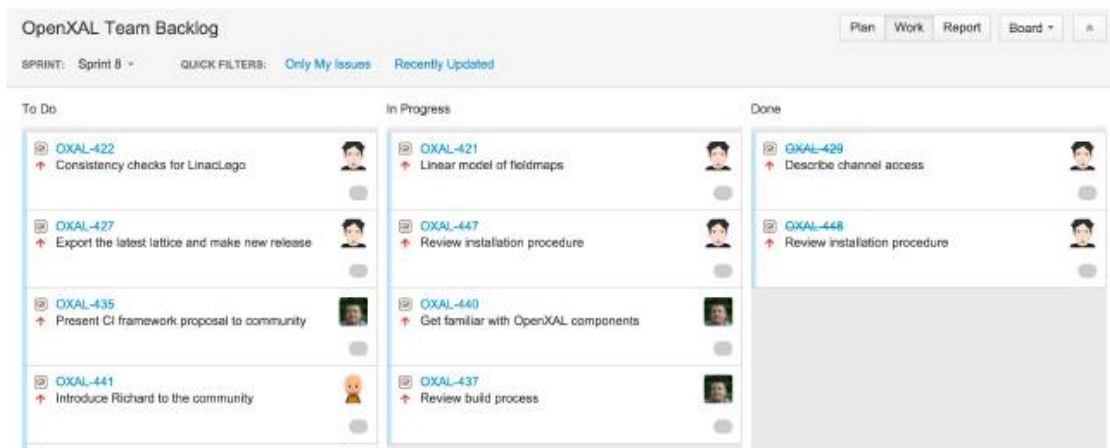 OpenXAL Team Backlog
Plan Work Report Board
SPRINT: Sprint 8 QUICK FILTERS: Only My Issues Recently Updated
To Do
OXAL-422
Consistency checks for LinacLego
OXAL-427
Export the latest lattice and make new release
OXAL-435
Present CI framework proposal to community
OXAL-441
Introduce Richard to the community
In Progress
OXAL-421
Linear model of fieldmaps
OXAL-447
Review installation procedure
OXAL-440
Get familiar with OpenXAL components
OXAL-437
Review build process
Done
OXAL-429
Describe channel access
OXAL-448
Review installation procedure